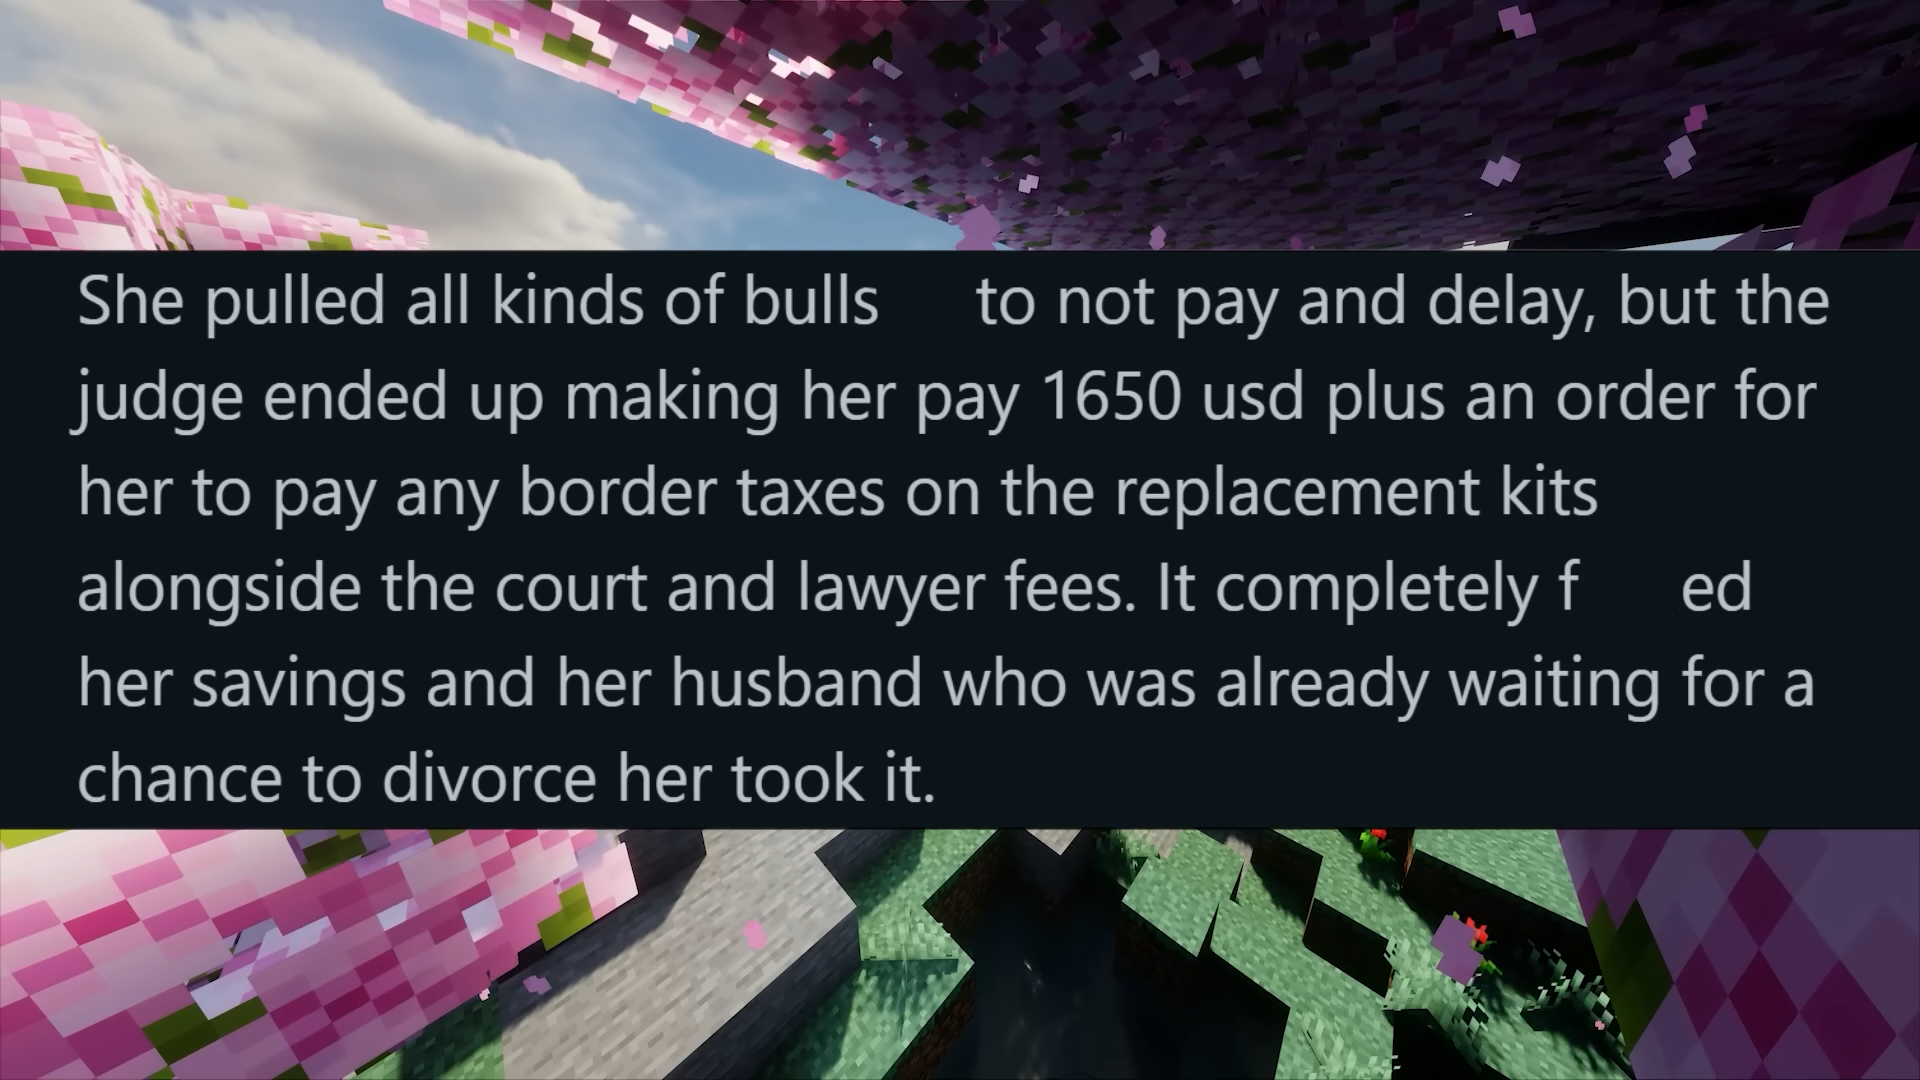 She pulled all kinds of bulls to not pay and delay, but the
judge ended up making her pay 1650 usd plus an order for
her to pay any border taxes on the replacement kits
alongside the court and lawyer fees. It completely f ed
her savings and her husband who was already waiting for a
chance to divorce her took it.